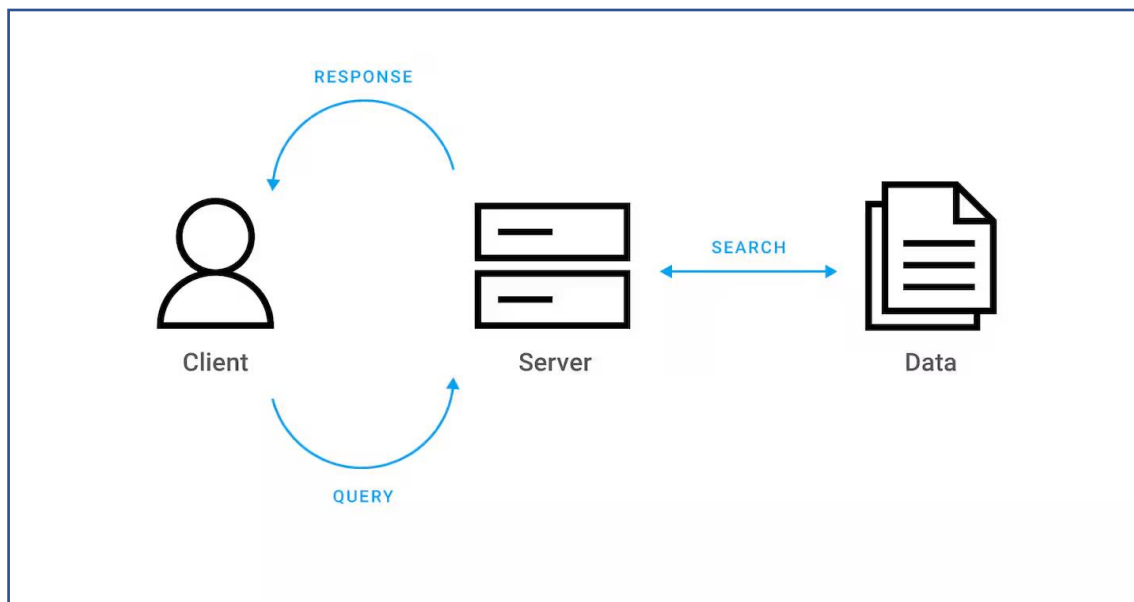 RESPONSE
SEARCH
Client
Server
Data
QUERY